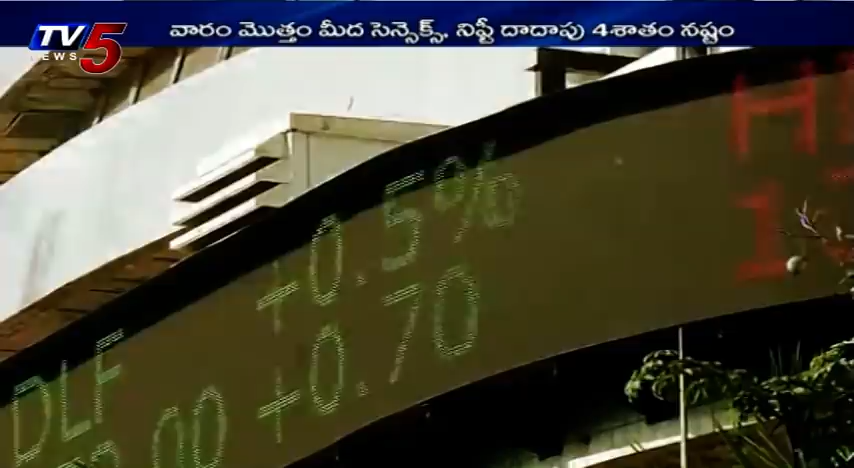 TV5
NEWS
వారం మొత్తం మీద సెన్సెక్స్, నిఫ్టీ దాదాపు 4శాతం నష్టం
DLF +0.5%
+0.70